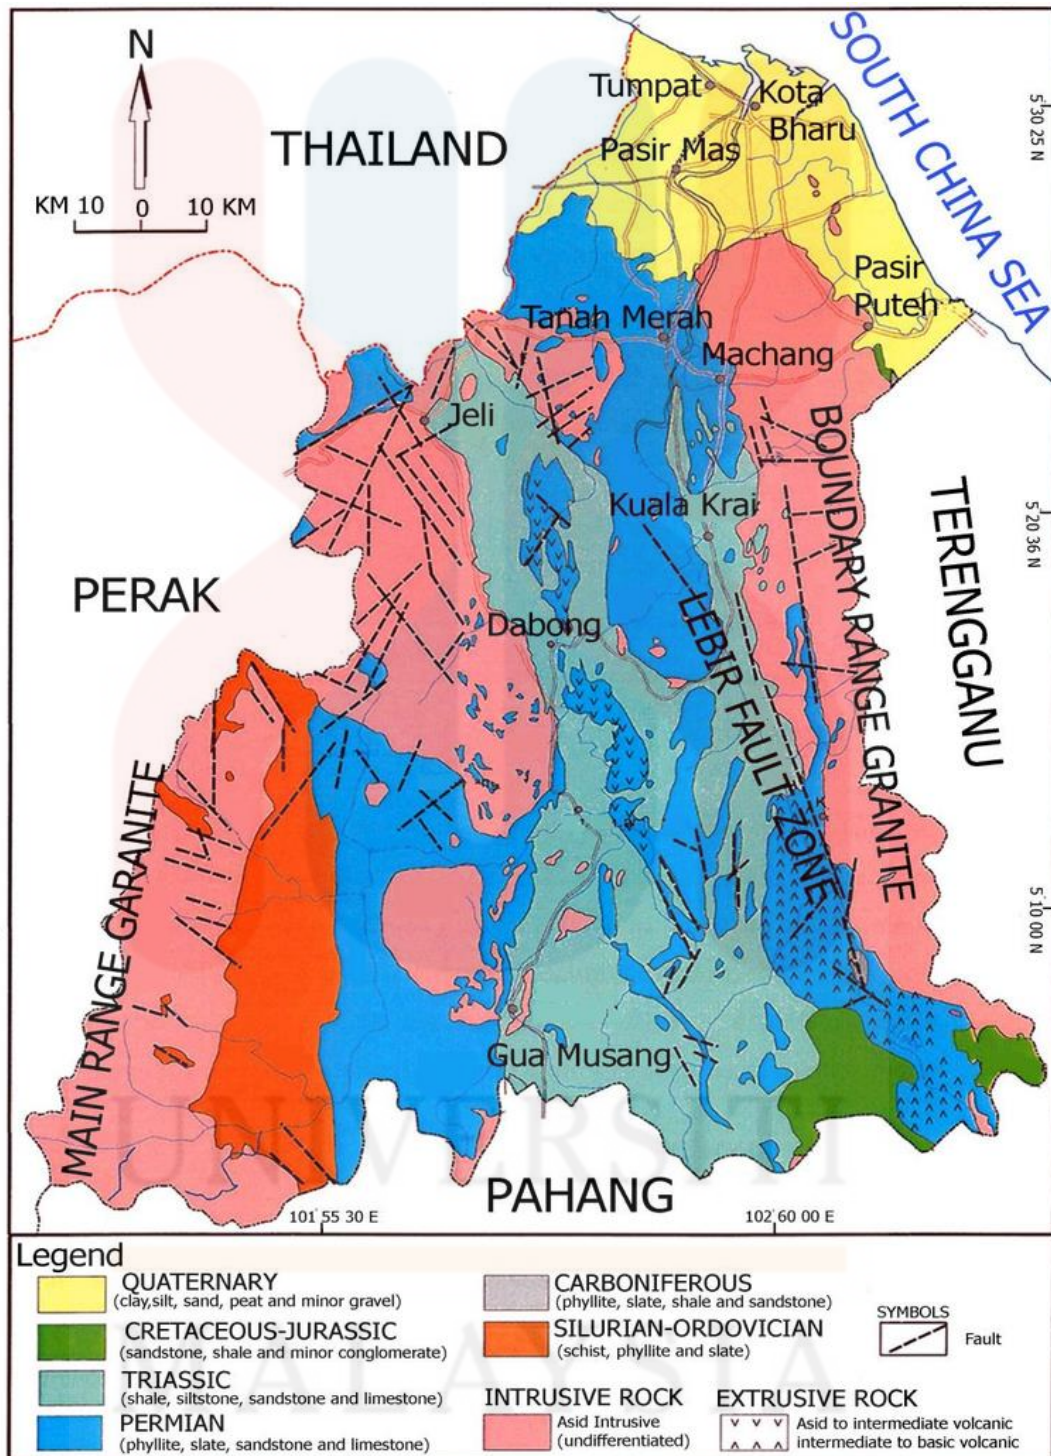 N
THAILAND
KM 10 0 10 KM
SOUTH CHINA SEA
Tumpat
Kota
Bharu
Pasir Mas
5 30 25 N
Pasir
Puteh
Tanah Merah
Machang
Jeli
Kuala Krai
BOUNDARY RANGE GRANITE
TERENGGANU
5 20 36 N
PERAK
Dabong
LEBIR FAULT ZONE
MAIN RANGE GARANITE
5 10 00 N
Gua Musang
UNIVERSITI
PAHANG
101 55 30 E
102 60 00 E
Legend
QUATERNARY
(clay,silt, sand, peat and minor gravel)
CRETACEOUS-JURASSIC
(sandstone, shale and minor conglomerate)
TRIASSIC
(shale, siltstone, sandstone and limestone)
PERMIAN
(phyllite, slate, sandstone and limestone)
CARBONIFEROUS
(phyllite, slate, shale and sandstone)
SILURIAN-ORDOVICIAN
(schist, phyllite and slate)
INTRUSIVE ROCK
Asid Intrusive
(undifferentiated)
SYMBOLS
Fault
EXTRUSIVE ROCK
Asid to intermediate volcanic
intermediate to basic volcanic
MALAYSIA